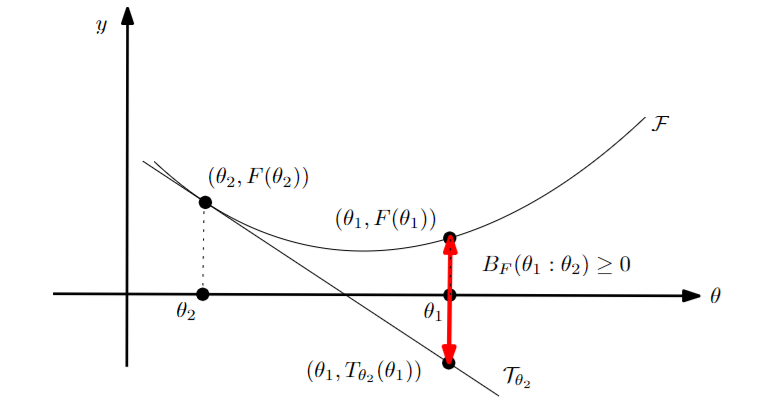 y
(θ₂, F(θ₂))
ℱ
(θ₁, F(θ₁))
B_F(θ₁ : θ₂) ≥ 0
θ
θ₂
θ₁
(θ₁, T_θ₂(θ₁))
𝒯_θ₂